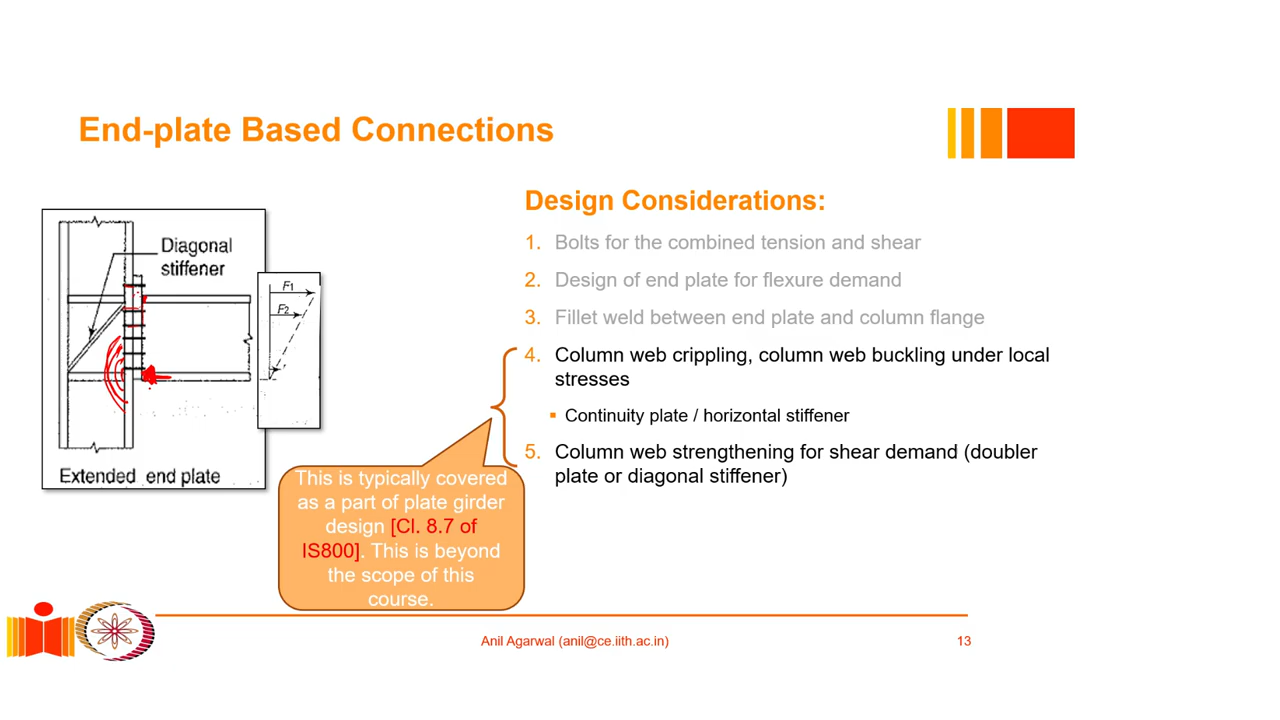 End-plate Based Connections
Diagonal
stiffener
F1
F2
Extended end plate
Design Considerations:
1. Bolts for the combined tension and shear
2. Design of end plate for flexure demand
3. Fillet weld between end plate and column flange
4. Column web crippling, column web buckling under local
stresses
▪ Continuity plate / horizontal stiffener
5. Column web strengthening for shear demand (doubler
plate or diagonal stiffener)
This is typically covered
as a part of plate girder
design [Cl. 8.7 of
IS800]. This is beyond
the scope of this
course.
Anil Agarwal (anil@ce.iith.ac.in)
13